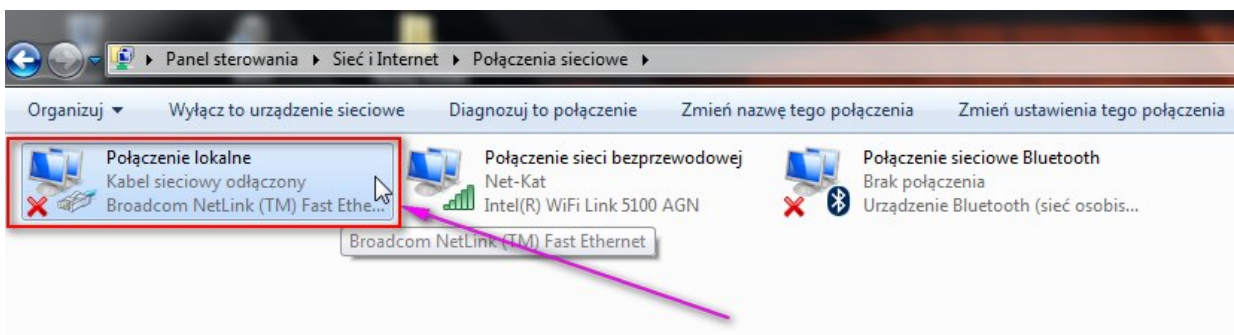 Panel sterowania ▸ Sieć i Internet ▸ Połączenia sieciowe ▸
Organizuj Wyłącz to urządzenie sieciowe Diagnozuj to połączenie Zmień nazwę tego połączenia Zmień ustawienia tego połączenia
Połączenie lokalne
Kabel sieciowy odłączony
Broadcom NetLink (TM) Fast Ethe...
Połączenie sieci bezprzewodowej
Net-Kat
Intel(R) WiFi Link 5100 AGN
Połączenie sieciowe Bluetooth
Brak połączenia
Urządzenie Bluetooth (sieć osobis...
Broadcom NetLink (TM) Fast Ethernet